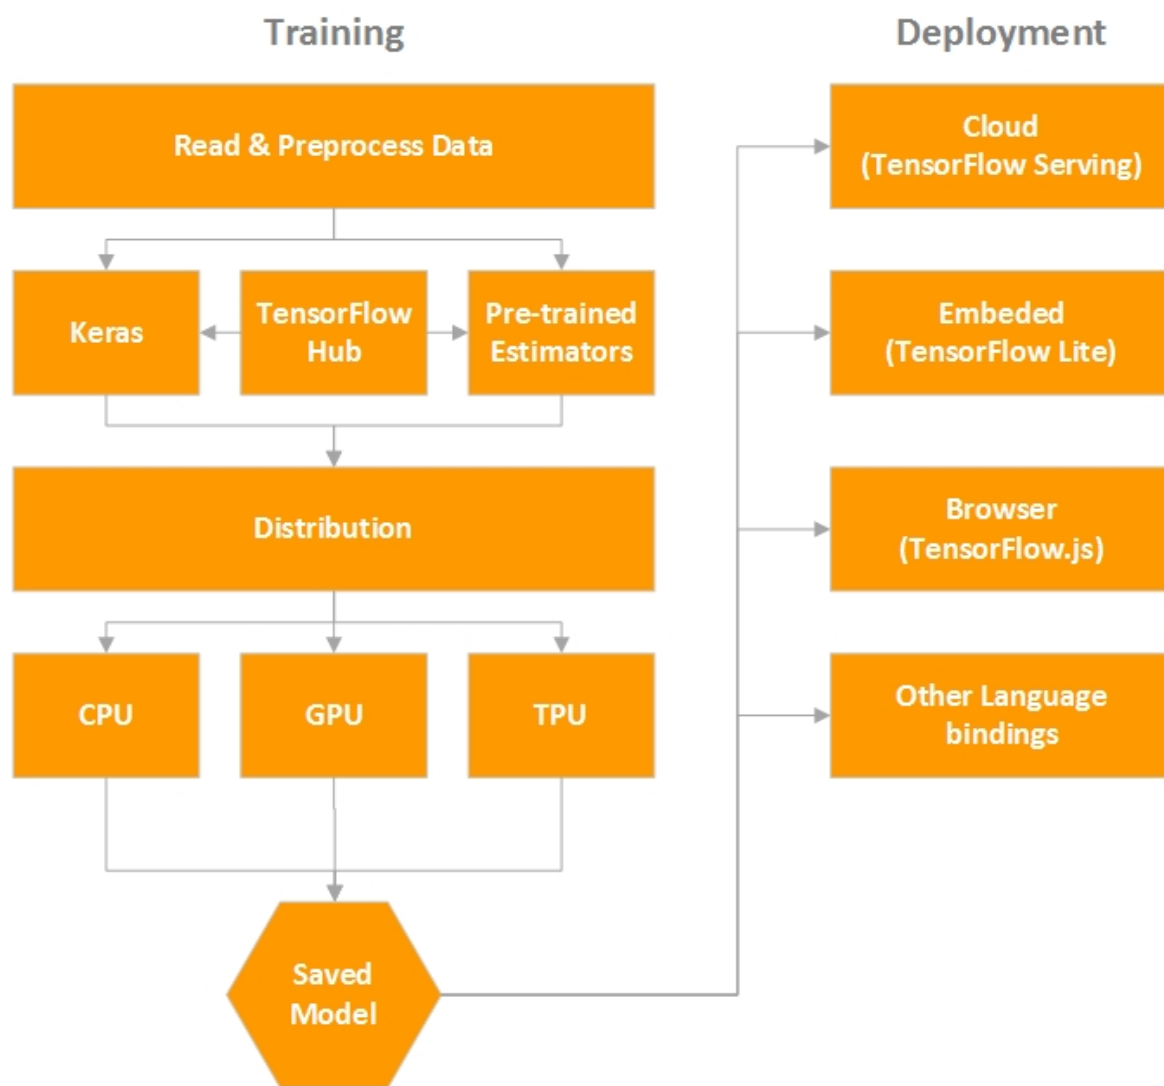 Training
Deployment
Read & Preprocess Data
Keras
TensorFlow
Hub
Pre-trained
Estimators
Distribution
CPU
GPU
TPU
Saved
Model
Cloud
(TensorFlow Serving)
Embeded
(TensorFlow Lite)
Browser
(TensorFlow.js)
Other Language
bindings